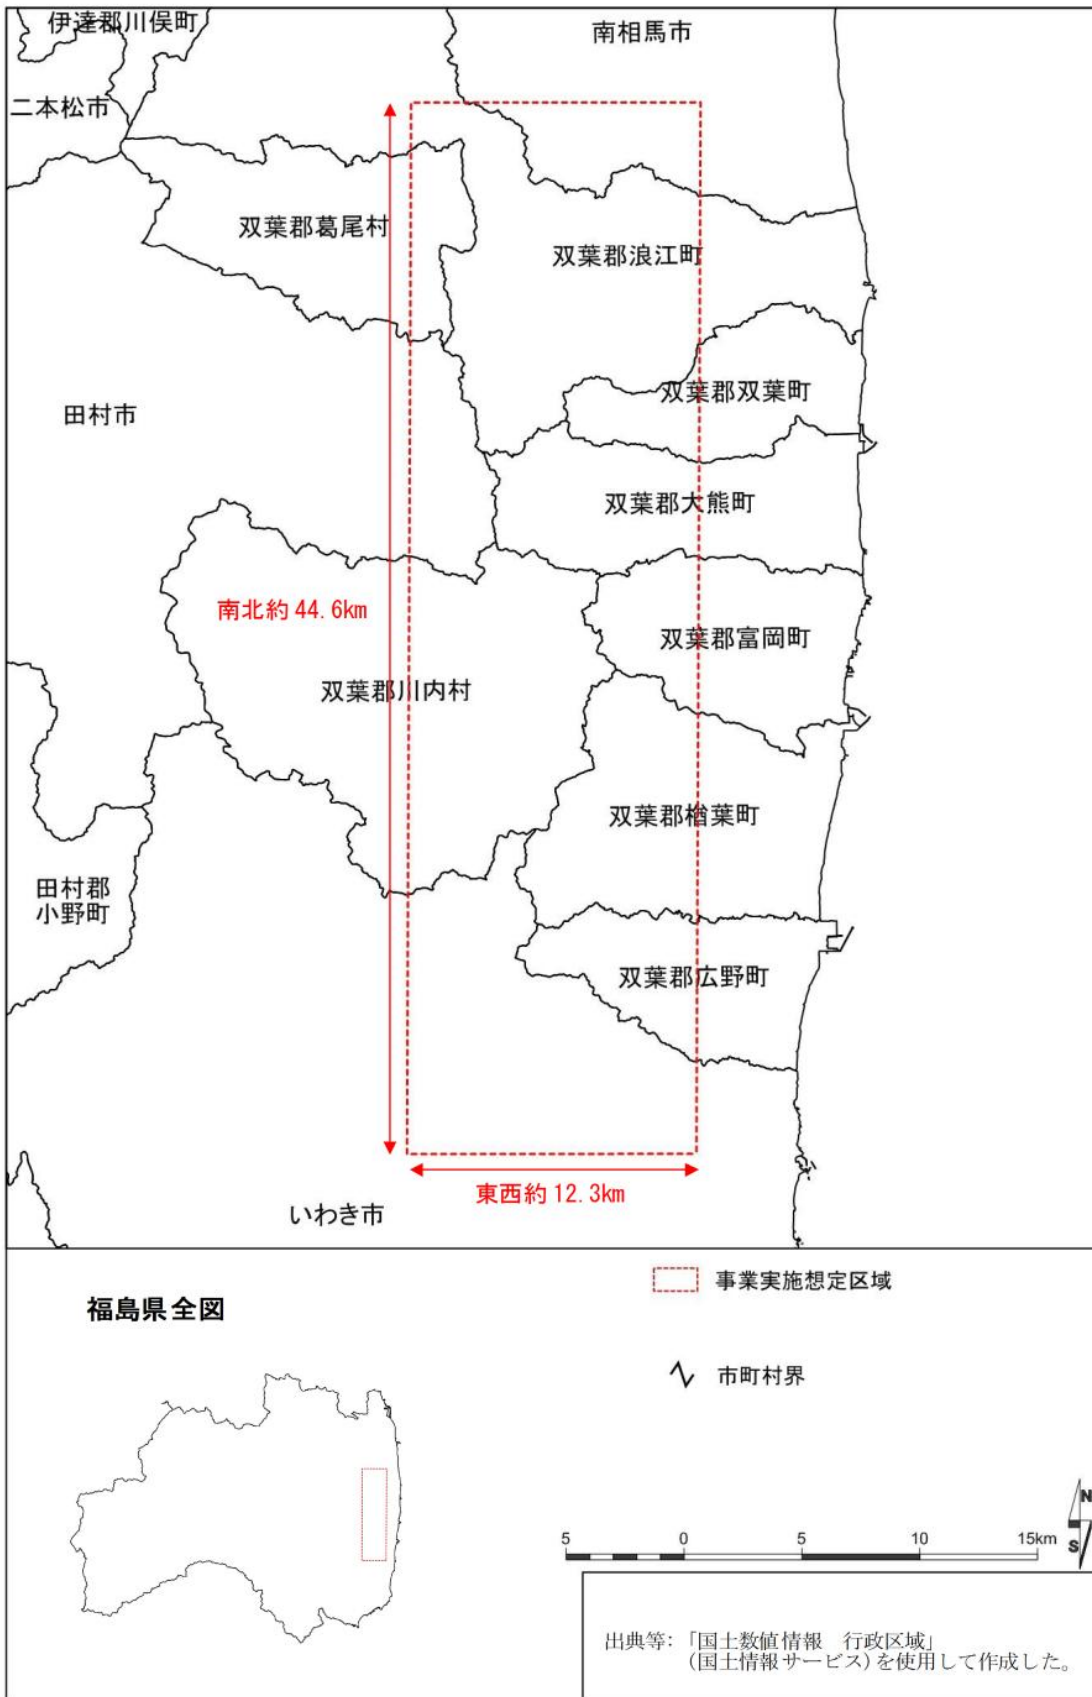 伊達郡川俣町
南相馬市
二本松市
双葉郡葛尾村
双葉郡浪江町
双葉郡双葉町
田村市
双葉郡大熊町
南北約 44.6km
双葉郡富岡町
双葉郡川内村
双葉郡楢葉町
田村郡
小野町
双葉郡広野町
東西約 12.3km
いわき市
事業実施想定区域
福島県全図
市町村界
N
5 0 5 10 15km
S
出典等:「国土数値情報 行政区域」
(国土情報サービス)を使用して作成した。